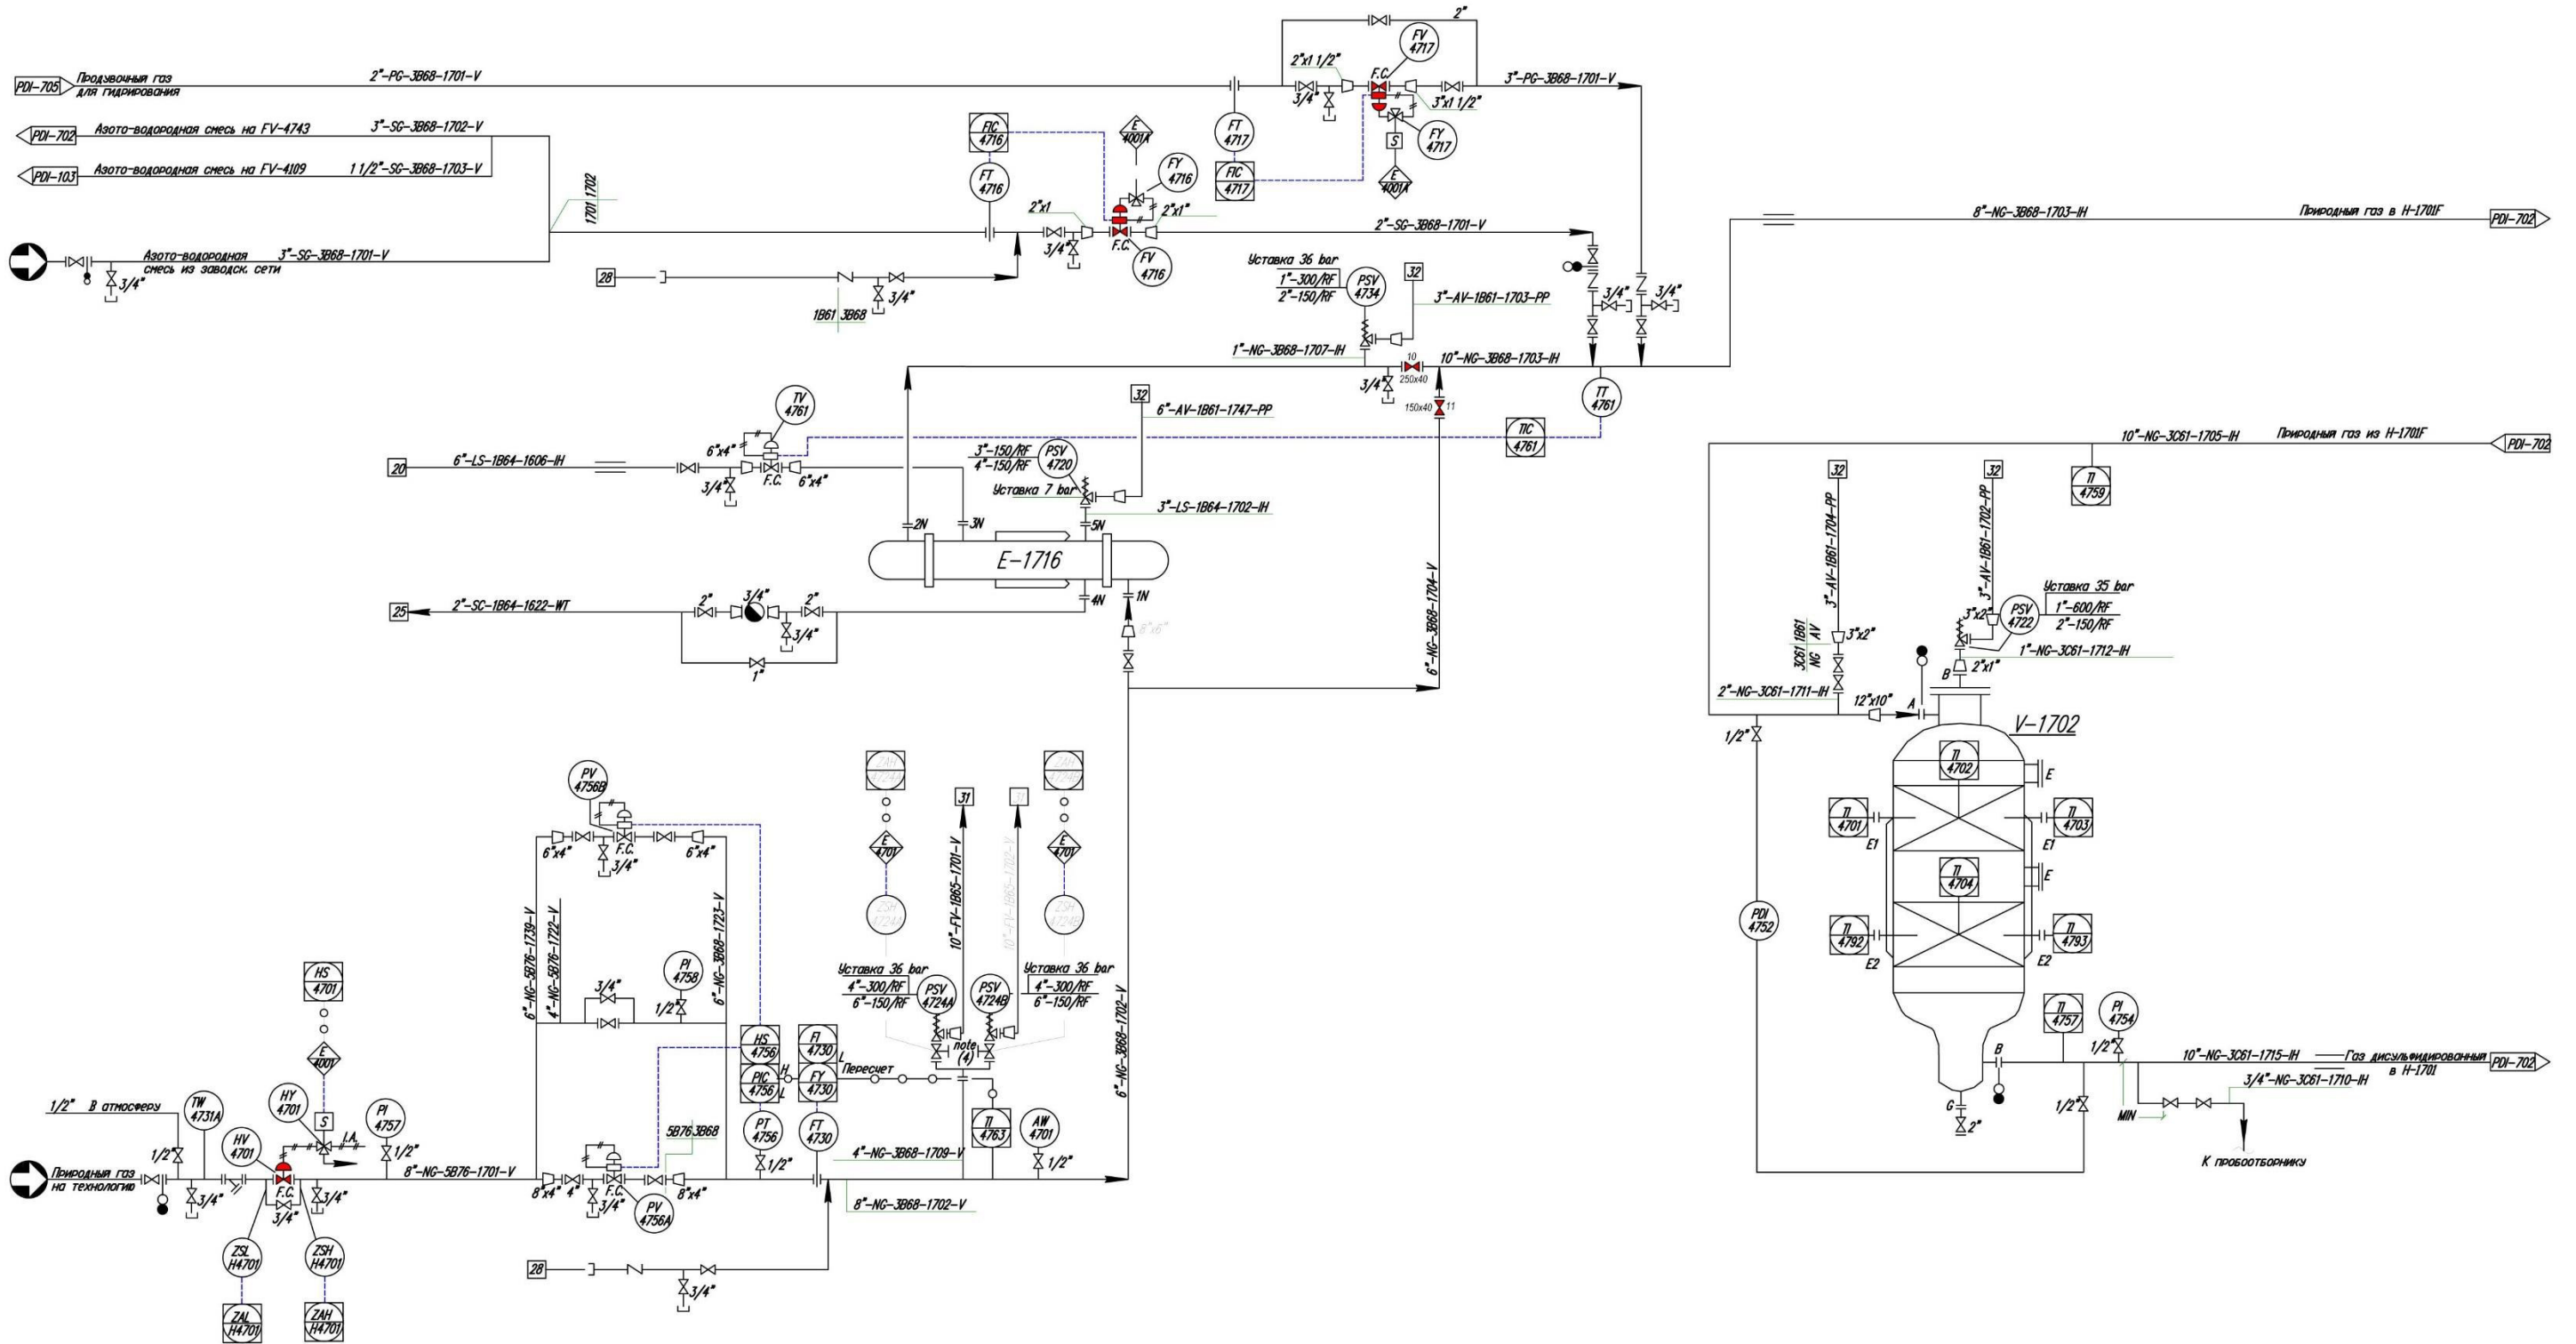 2"
FV
4717
2"x1 1/2"
F.C.
PDI-705
Продувочный газ
для гидрирования
2"-PG-3B68-1701-V
3"-PG-3B68-1701-V
3/4"
3"x1 1/2"
PDI-702
Азото-водородная смесь на FV-4743
3"-SG-3B68-1702-V
FIC
4716
E
4001A
FT
4717
S
FY
4717
PDI-103
Азото-водородная смесь на FV-4109
1 1/2"-SG-3B68-1703-V
1701 1702
FT
4716
FY
4716
FIC
4717
E
4001A
2"x1
2"x1"
8"-NG-3B68-1703-IH
Природный газ в H-1701F
PDI-702
2"-SG-3B68-1701-V
3/4"
F.C.
FV
4716
Азото-водородная
смесь из заводск. сети
3"-SG-3B68-1701-V
3/4"
28
3/4"
1B61 3B68
Уставка 36 bar
1"-300/RF
2"-150/RF
PSV
4734
32
3"-AV-1B61-1703-PP
3/4"
3/4"
1"-NG-3B68-1707-IH
10
250x40
10"-NG-3B68-1703-IH
3/4"
TV
4761
32
6"-AV-1B61-1747-PP
150x40
11
TT
4761
TIC
4761
10"-NG-3C61-1705-IH
Природный газ из H-1701F
PDI-702
20
6"-LS-1B64-1606-IH
6"x4"
3/4"
F.C.
6"x4"
3"-150/RF
4"-150/RF
PSV
4720
Уставка 7 bar
3"-LS-1B64-1702-IH
32
32
TI
4759
2N
3N
5N
E-1716
3"-AV-1B61-1704-PP
3"-AV-1B61-1702-PP
4N
1N
6"-NG-3B68-1704-V
25
2"-SC-1B64-1622-WT
2"
3/4"
2"
3/4"
1"
8"x6"
Уставка 35 bar
1"-600/RF
2"-150/RF
3"x2"
PSV
4722
3C61 1B61
NG AV
3"x2"
1"-NG-3C61-1712-IH
B
2"x1"
2"-NG-3C61-1711-IH
12"x10"
A
V-1702
1/2"
PV
4756B
ZAH
4724A
ZAH
4724B
31
31
TI
4702
E
TI
4701
TI
4703
E1
E1
6"x4"
F.C.
3/4"
6"x4"
E
4701
E
4701
10"-FV-1B65-1701-V
10"-FV-1B65-1702-V
TI
4704
E
6"-NG-5B76-1739-V
4"-NG-5B76-1722-V
6"-NG-3B68-1723-V
ZSH
4724A
ZSH
4724B
PDI
4752
TI
4792
TI
4793
E2
E2
HS
4701
PI
4758
3/4"
1/2"
Уставка 36 bar
4"-300/RF
6"-150/RF
PSV
4724A
PSV
4724B
Уставка 36 bar
4"-300/RF
6"-150/RF
6"-NG-3B68-1702-V
E
4001
HS
4756
PIC
4756
H
L
FI
4730
FY
4730
L
Пересчет
note
(4)
TI
4757
PI
4754
1/2"
B
10"-NG-3C61-1715-IH
Газ дисульфидированный
в H-1701
PDI-702
3/4"-NG-3C61-1710-IH
G
2"
1/2"
MIN
К пробоотборнику
1/2" В атмосферу
TW
4731A
HY
4701
S
I.A.
PI
4757
1/2"
HV
4701
1/2"
PT
4756
1/2"
FT
4730
TI
4763
AW
4701
1/2"
5B76 3B68
4"-NG-3B68-1709-V
Природный газ
на технологию
3/4"
F.C.
3/4"
3/4"
8"-NG-5B76-1701-V
8"x4"
4"
3/4"
F.C.
8"x4"
PV
4756A
8"-NG-3B68-1702-V
ZSL
H4701
ZSH
H4701
28
3/4"
ZAL
H4701
ZAH
H4701